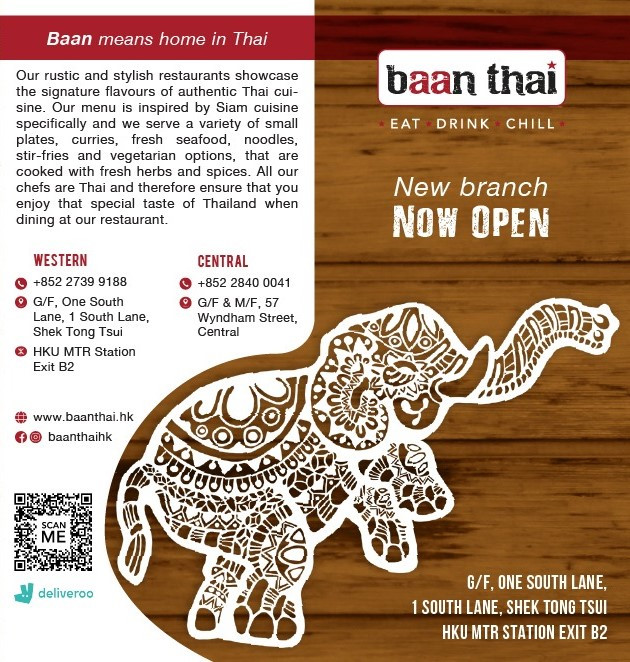 Baan means home in Thai
Our rustic and stylish restaurants showcase
the signature flavours of authentic Thai cui-
sine. Our menu is inspired by Siam cuisine
specifically and we serve a variety of small
plates, curries, fresh seafood, noodles,
stir-fries and vegetarian options, that are
cooked with fresh herbs and spices. All our
chefs are Thai and therefore ensure that you
enjoy that special taste of Thailand when
dining at our restaurant.
WESTERN
+852 2739 9188
G/F, One South
Lane, 1 South Lane,
Shek Tong Tsui
HKU MTR Station
Exit B2
CENTRAL
+852 2840 0041
G/F & M/F, 57
Wyndham Street,
Central
www.baanthai.hk
baanthaihk
SCAN
ME
deliveroo
baan thai
• EAT • DRINK • CHILL •
New branch
NOW OPEN
G/F, ONE SOUTH LANE,
1 SOUTH LANE, SHEK TONG TSUI
HKU MTR STATION EXIT B2